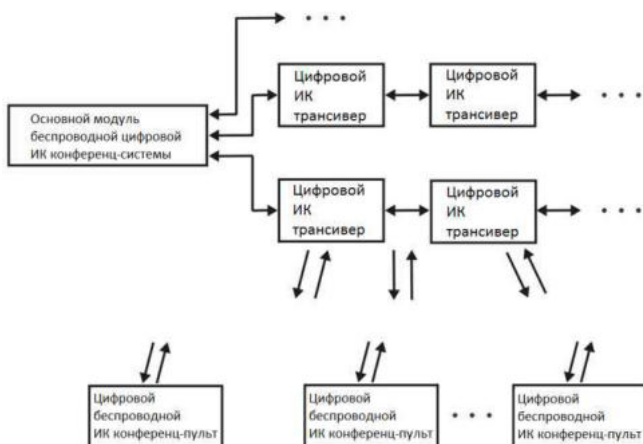 Основной модуль
беспроводной цифровой
ИК конференц-системы
Цифровой
ИК
трансивер
Цифровой
ИК
трансивер
Цифровой
ИК
трансивер
Цифровой
ИК
трансивер
Цифровой
беспроводной
ИК конференц-пульт
Цифровой
беспроводной
ИК конференц-пульт
Цифровой
беспроводной
ИК конференц-пульт